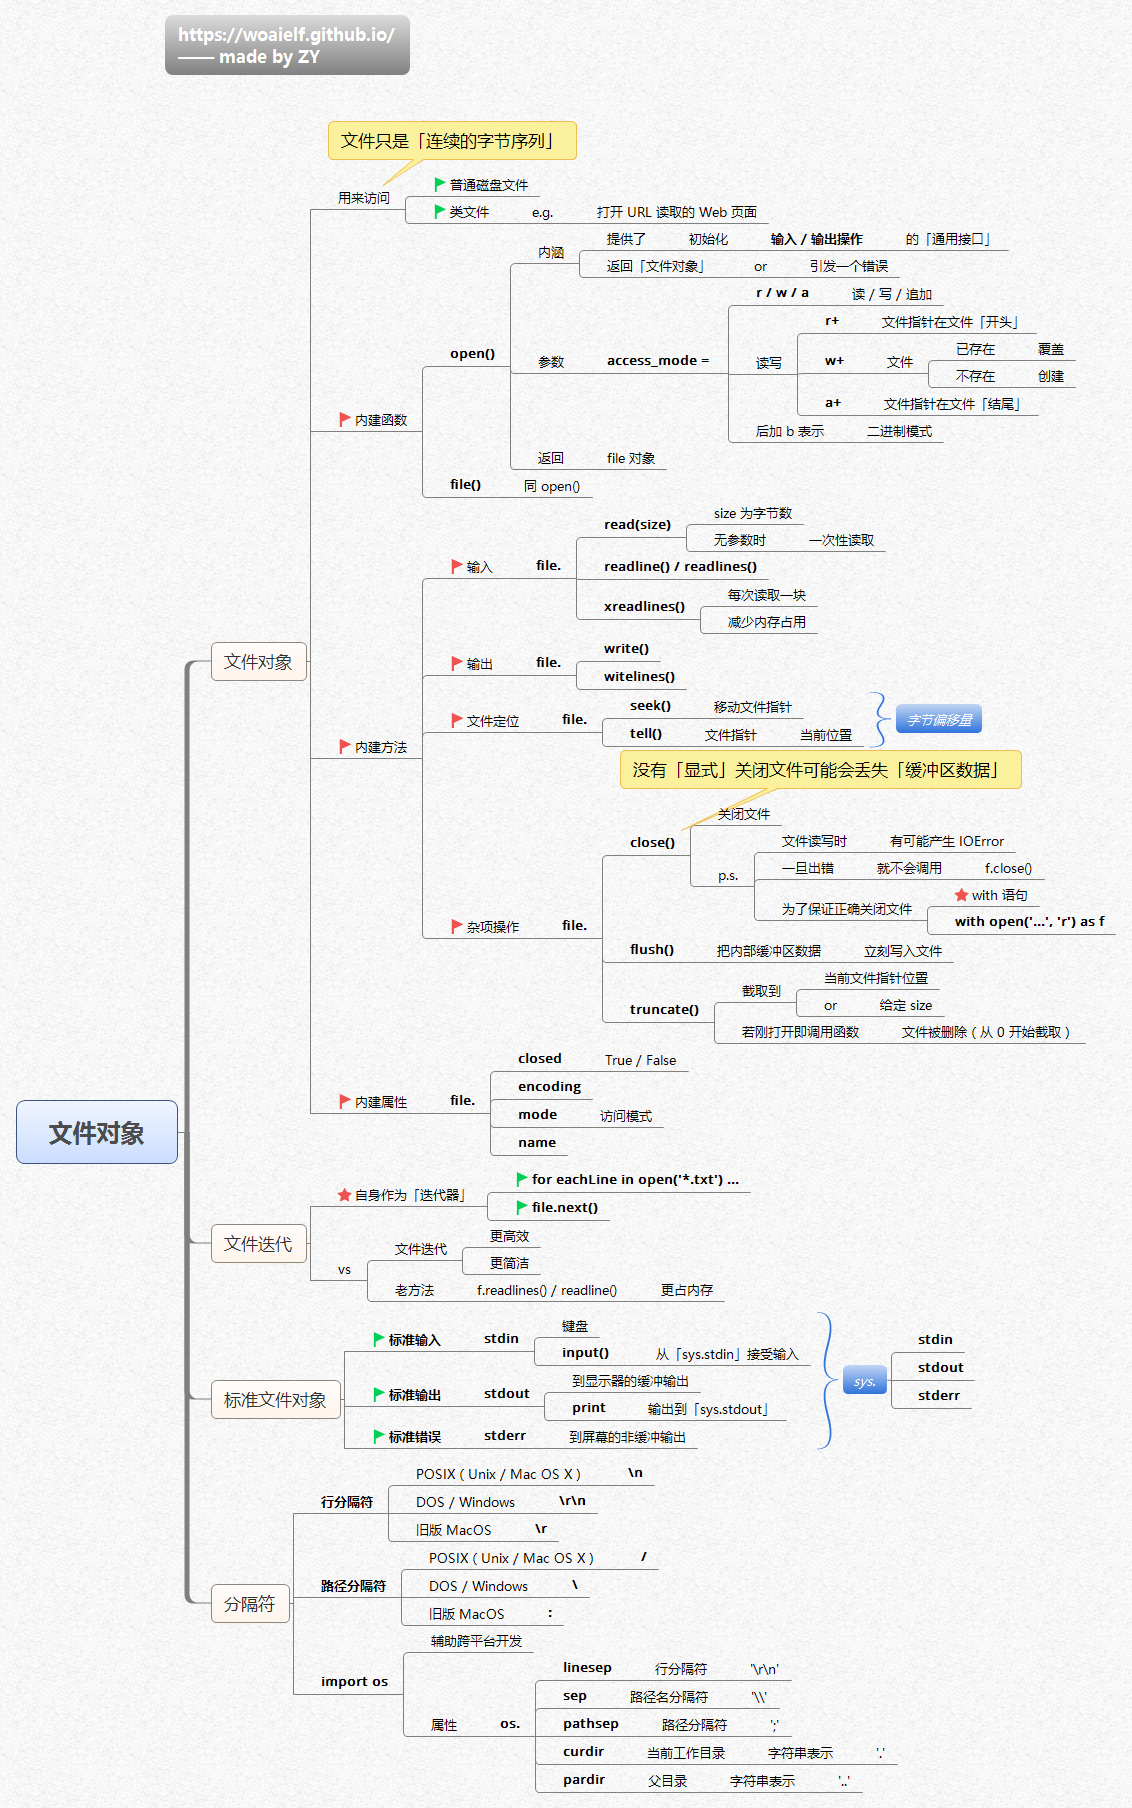 https://woaielf.github.io/
—— made by ZY
文件只是「连续的字节序列」
用来访问
普通磁盘文件
类文件 e.g. 打开 URL 读取的 Web 页面
内建函数
open()
内涵
提供了 初始化 输入 / 输出操作 的「通用接口」
返回「文件对象」 or 引发一个错误
参数 access_mode =
r / w / a 读 / 写 / 追加
读写
r+ 文件指针在文件「开头」
w+ 文件
已存在 覆盖
不存在 创建
a+ 文件指针在文件「结尾」
后加 b 表示 二进制模式
返回 file 对象
file() 同 open()
文件对象
内建方法
输入 file.
read(size)
size 为字节数
无参数时 一次性读取
readline() / readlines()
xreadlines()
每次读取一块
减少内存占用
输出 file.
write()
witelines()
文件定位 file.
seek() 移动文件指针
tell() 文件指针 当前位置
字节偏移量
没有「显式」关闭文件可能会丢失「缓冲区数据」
杂项操作 file.
close()
关闭文件
p.s.
文件读写时 有可能产生 IOError
一旦出错 就不会调用 f.close()
为了保证正确关闭文件
with 语句
with open('...', 'r') as f
flush() 把内部缓冲区数据 立刻写入文件
truncate()
截取到
当前文件指针位置
or 给定 size
若刚打开即调用函数 文件被删除 ( 从 0 开始截取 )
内建属性 file.
closed True / False
encoding
mode 访问模式
name
文件对象
文件迭代
自身作为「迭代器」
for eachLine in open('*.txt') ...
file.next()
vs
文件迭代
更高效
更简洁
老方法 f.readlines() / readline() 更占内存
标准文件对象
标准输入 stdin
键盘
input() 从「sys.stdin」接受输入
标准输出 stdout
到显示器的缓冲输出
print 输出到「sys.stdout」
标准错误 stderr 到屏幕的非缓冲输出
sys.
stdin
stdout
stderr
分隔符
行分隔符
POSIX ( Unix / Mac OS X ) \n
DOS / Windows \r\n
旧版 MacOS \r
路径分隔符
POSIX ( Unix / Mac OS X ) /
DOS / Windows \
旧版 MacOS :
import os
辅助跨平台开发
属性 os.
linesep 行分隔符 '\r\n'
sep 路径名分隔符 '\\'
pathsep 路径分隔符 ';'
curdir 当前工作目录 字符串表示 '.'
pardir 父目录 字符串表示 '..'